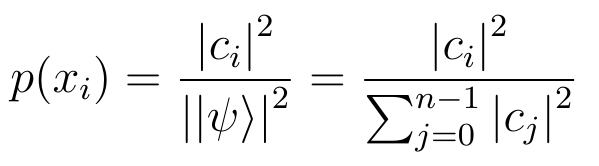 p(x_i) = \frac{|c_i|^2}{||\psi\rangle|^2} = \frac{|c_i|^2}{\sum_{j=0}^{n-1} |c_j|^2}